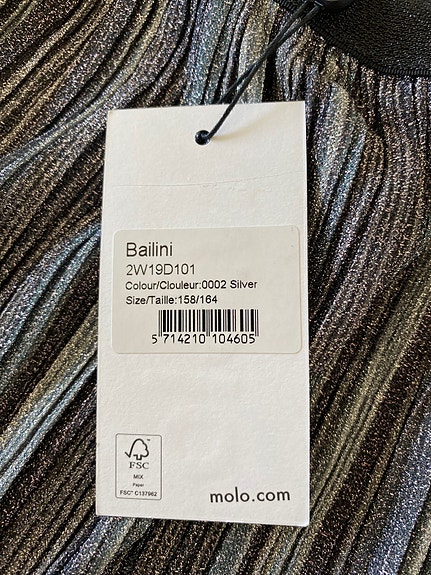 Bailini
2W19D101
Colour/Clouleur:0002 Silver
Size/Taille:158/164
5 714210 104605
FSC
MIX
Paper
FSC® C137962
molo.com